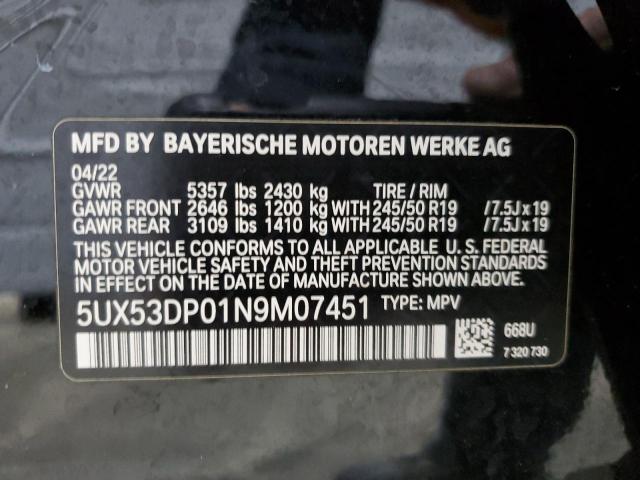 MFD BY BAYERISCHE MOTOREN WERKE AG
04/22
GVWR 5357 lbs 2430 kg TIRE / RIM
GAWR FRONT 2646 lbs 1200 kg WITH 245/50 R19 /7.5J x 19
GAWR REAR 3109 lbs 1410 kg WITH 245/50 R19 /7.5J x 19
THIS VEHICLE CONFORMS TO ALL APPLICABLE U. S. FEDERAL
MOTOR VEHICLE SAFETY AND THEFT PREVENTION STANDARDS
IN EFFECT ON THE DATE OF MANUFACTURE SHOWN ABOVE.
5UX53DP01N9M07451 TYPE: MPV
668U
7 320 730